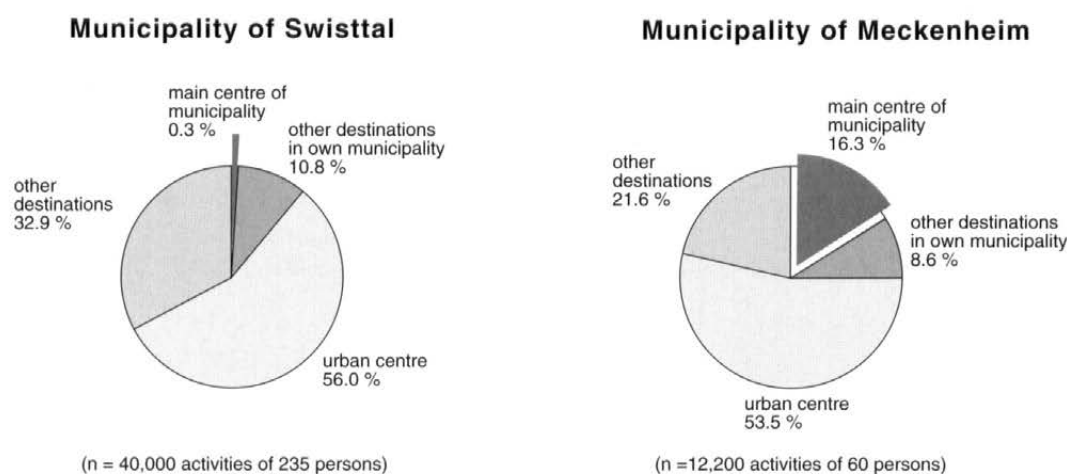 Municipality of Swisttal
main centre of
municipality
0.3 %
other destinations
in own municipality
10.8 %
other
destinations
32.9 %
urban centre
56.0 %
(n = 40,000 activities of 235 persons)
Municipality of Meckenheim
main centre of
municipality
16.3 %
other
destinations
21.6 %
other destinations
in own municipality
8.6 %
urban centre
53.5 %
(n =12,200 activities of 60 persons)